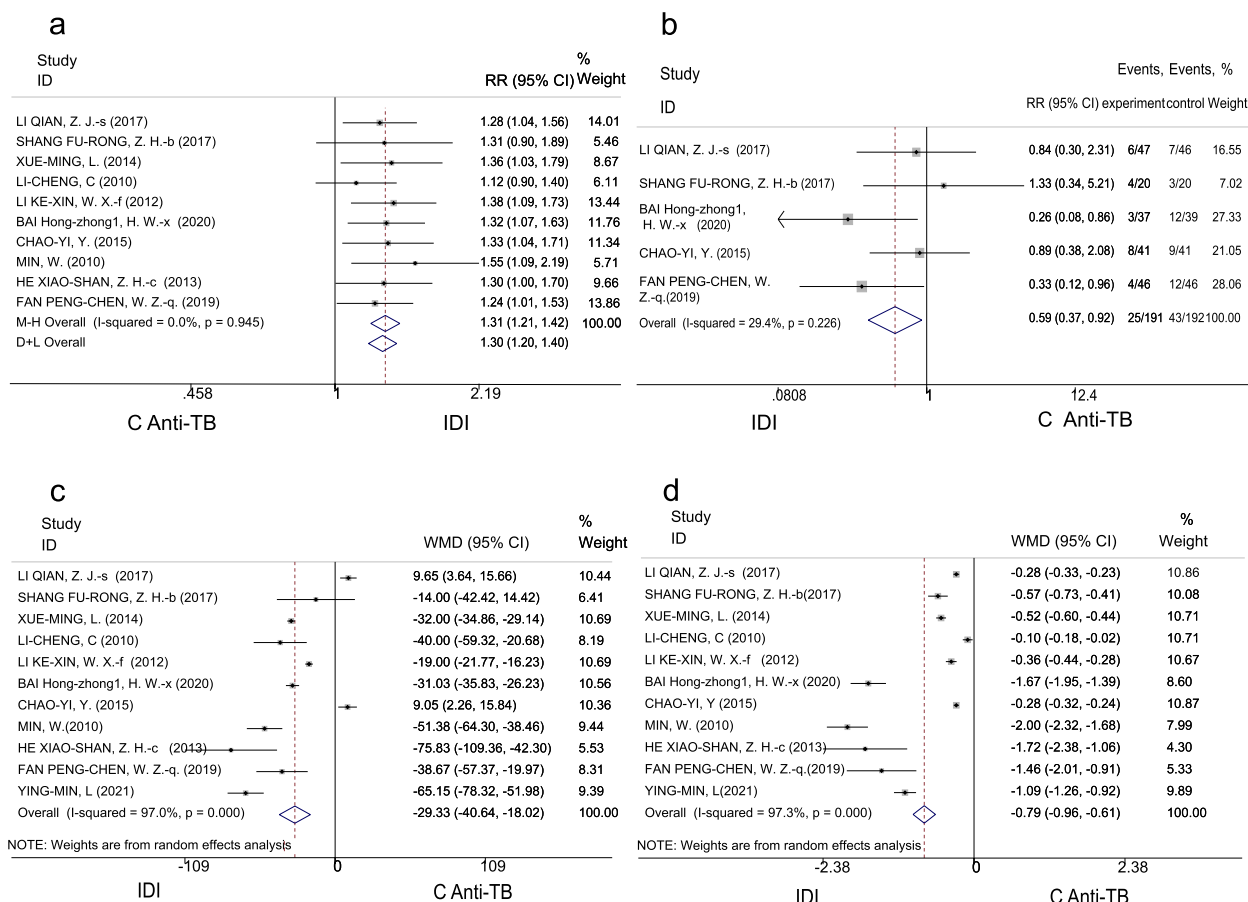 a
Study
ID
%
RR (95% CI) Weight
LI QIAN, Z. J.-s (2017) 1.28 (1.04, 1.56) 14.01
SHANG FU-RONG, Z. H.-b (2017) 1.31 (0.90, 1.89) 5.46
XUE-MING, L. (2014) 1.36 (1.03, 1.79) 8.67
LI-CHENG, C (2010) 1.12 (0.90, 1.40) 6.11
LI KE-XIN, W. X.-f (2012) 1.38 (1.09, 1.73) 13.44
BAI Hong-zhong1, H. W.-x (2020) 1.32 (1.07, 1.63) 11.76
CHAO-YI, Y. (2015) 1.33 (1.04, 1.71) 11.34
MIN, W. (2010) 1.55 (1.09, 2.19) 5.71
HE XIAO-SHAN, Z. H.-c (2013) 1.30 (1.00, 1.70) 9.66
FAN PENG-CHEN, W. Z.-q. (2019) 1.24 (1.01, 1.53) 13.86
M-H Overall (I-squared = 0.0%, p = 0.945) 1.31 (1.21, 1.42) 100.00
D+L Overall 1.30 (1.20, 1.40)
.458 1 2.19
C Anti-TB IDI
b
Study
ID
Events, Events, %
RR (95% CI) experiment control Weight
LI QIAN, Z. J.-s (2017) 0.84 (0.30, 2.31) 6/47 7/46 16.55
SHANG FU-RONG, Z. H.-b (2017) 1.33 (0.34, 5.21) 4/20 3/20 7.02
BAI Hong-zhong1,
H. W.-x (2020) 0.26 (0.08, 0.86) 3/37 12/39 27.33
CHAO-YI, Y. (2015) 0.89 (0.38, 2.08) 8/41 9/41 21.05
FAN PENG-CHEN, W.
Z.-q.(2019) 0.33 (0.12, 0.96) 4/46 12/46 28.06
Overall (I-squared = 29.4%, p = 0.226) 0.59 (0.37, 0.92) 25/191 43/192 100.00
.0808 1 12.4
IDI C Anti-TB
c
Study
ID
%
WMD (95% CI) Weight
LI QIAN, Z. J.-s (2017) 9.65 (3.64, 15.66) 10.44
SHANG FU-RONG, Z. H.-b (2017) -14.00 (-42.42, 14.42) 6.41
XUE-MING, L. (2014) -32.00 (-34.86, -29.14) 10.69
LI-CHENG, C (2010) -40.00 (-59.32, -20.68) 8.19
LI KE-XIN, W. X.-f (2012) -19.00 (-21.77, -16.23) 10.69
BAI Hong-zhong1, H. W.-x (2020) -31.03 (-35.83, -26.23) 10.56
CHAO-YI, Y. (2015) 9.05 (2.26, 15.84) 10.36
MIN, W.(2010) -51.38 (-64.30, -38.46) 9.44
HE XIAO-SHAN, Z. H.-c (2013) -75.83 (-109.36, -42.30) 5.53
FAN PENG-CHEN, W. Z.-q. (2019) -38.67 (-57.37, -19.97) 8.31
YING-MIN, L (2021) -65.15 (-78.32, -51.98) 9.39
Overall (I-squared = 97.0%, p = 0.000) -29.33 (-40.64, -18.02) 100.00
NOTE: Weights are from random effects analysis
-109 0 109
IDI C Anti-TB
d
Study
ID
%
WMD (95% CI) Weight
LI QIAN, Z. J.-s (2017) -0.28 (-0.33, -0.23) 10.86
SHANG FU-RONG, Z. H.-b(2017) -0.57 (-0.73, -0.41) 10.08
XUE-MING, L. (2014) -0.52 (-0.60, -0.44) 10.71
LI-CHENG, C (2010) -0.10 (-0.18, -0.02) 10.71
LI KE-XIN, W. X.-f (2012) -0.36 (-0.44, -0.28) 10.67
BAI Hong-zhong1, H. W.-x (2020) -1.67 (-1.95, -1.39) 8.60
CHAO-YI, Y (2015) -0.28 (-0.32, -0.24) 10.87
MIN, W. (2010) -2.00 (-2.32, -1.68) 7.99
HE XIAO-SHAN, Z. H.-c (2013) -1.72 (-2.38, -1.06) 4.30
FAN PENG-CHEN, W. Z.-q.(2019) -1.46 (-2.01, -0.91) 5.33
YING-MIN, L(2021) -1.09 (-1.26, -0.92) 9.89
Overall (I-squared = 97.3%, p = 0.000) -0.79 (-0.96, -0.61) 100.00
NOTE: Weights are from random effects analysis
-2.38 0 2.38
IDI C Anti-TB